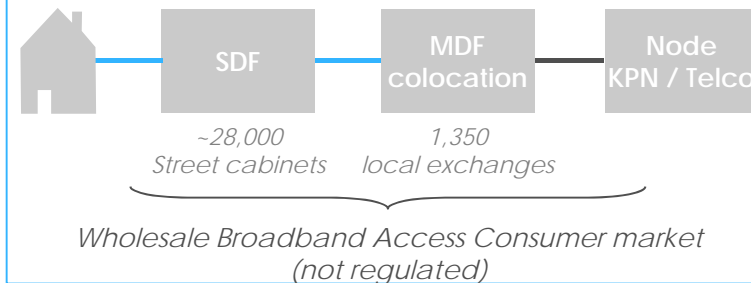 SDF
MDF
colocation
Node
KPN / Telco
~28,000
Street cabinets
1,350
local exchanges
Wholesale Broadband Access Consumer market
(not regulated)